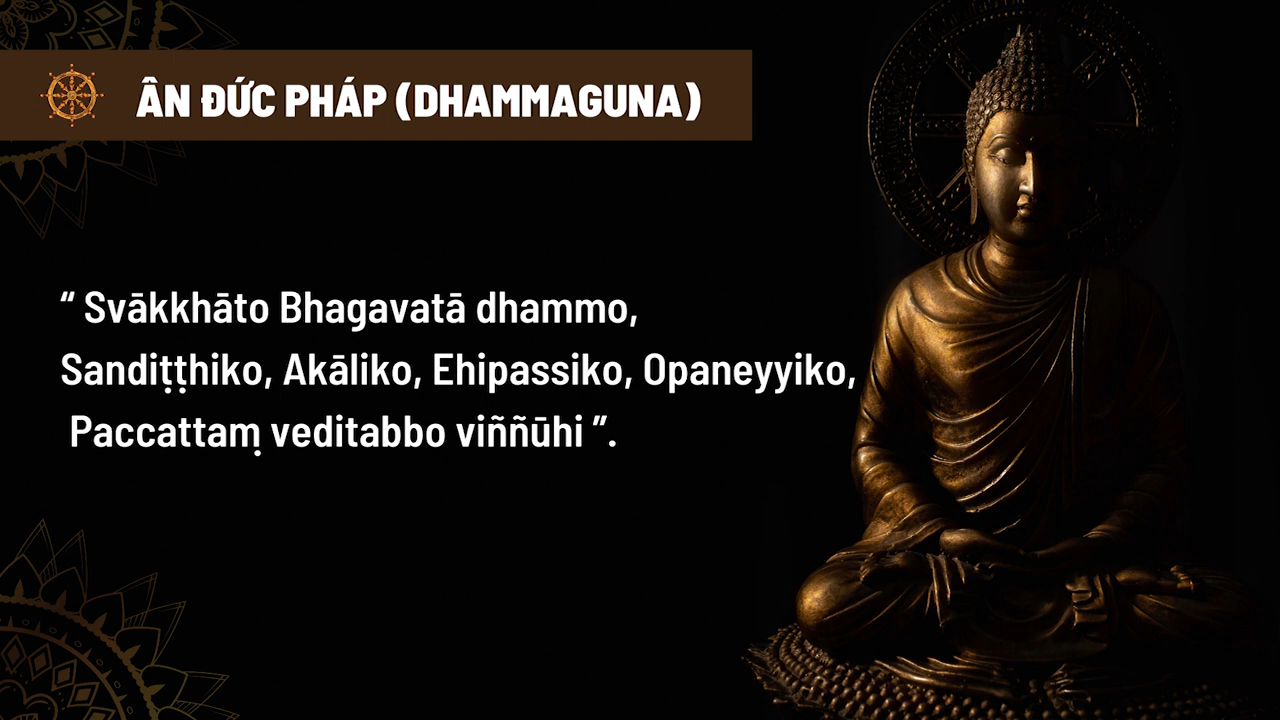 ÂN ĐỨC PHÁP (DHAMMAGUNA)
“ Svākkhāto Bhagavatā dhammo,
Sandiṭṭhiko, Akāliko, Ehipassiko, Opaneyyiko,
Paccattaṃ veditabbo viññūhi ”.